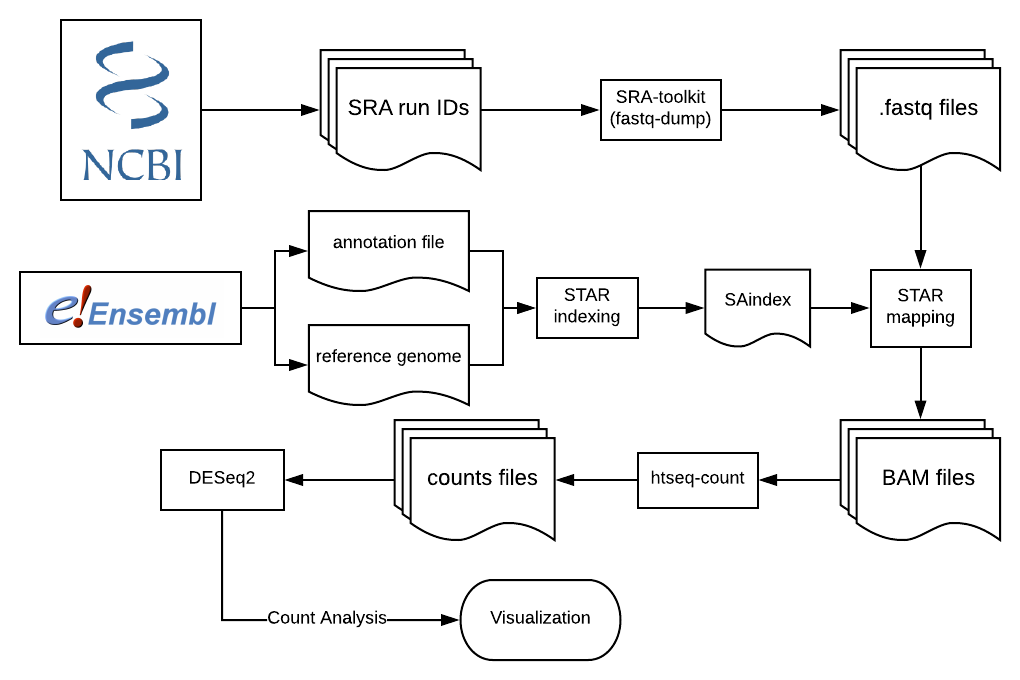 NCBI
SRA run IDs
SRA-toolkit
(fastq-dump)
.fastq files
annotation file
e!Ensembl
reference genome
STAR
indexing
SAindex
STAR
mapping
DESeq2
counts files
htseq-count
BAM files
Count Analysis
Visualization